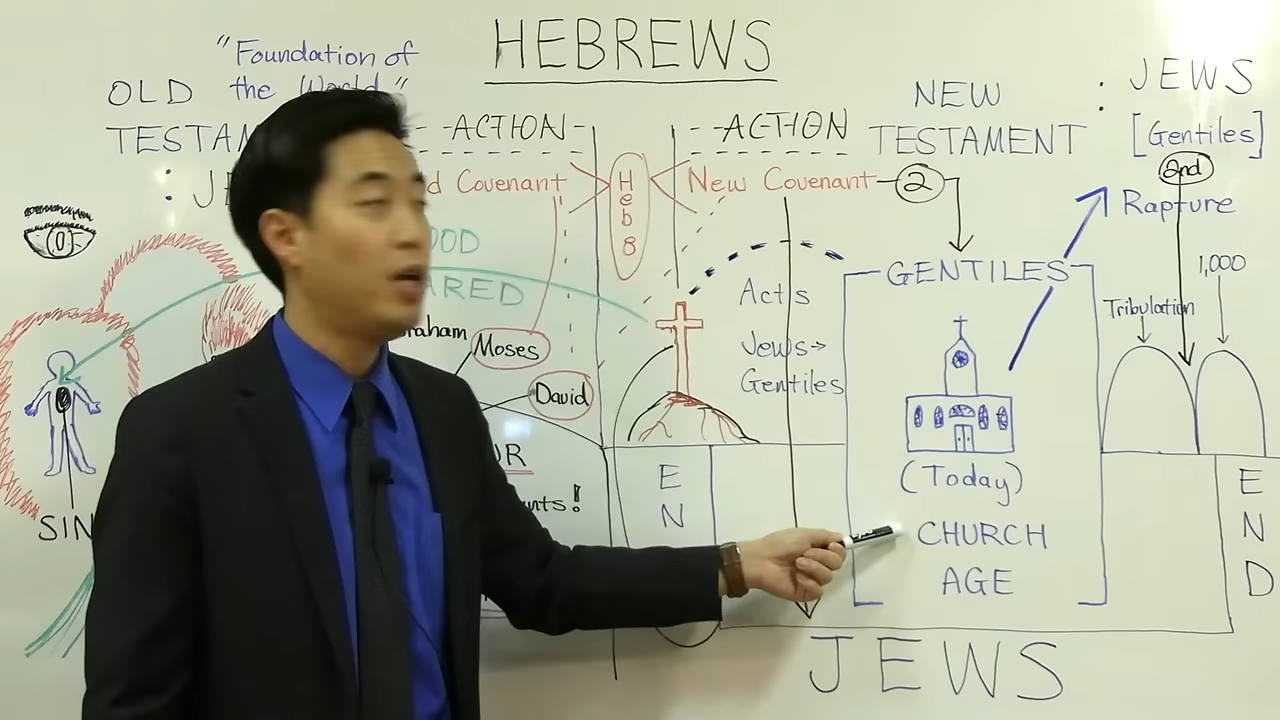 HEBREWS
"Foundation of
the World"
OLD
TESTAM
: JE
-ACTION-
--ACTION
NEW
TESTAMENT
: JEWS
[Gentiles]
2nd
Rapture
d Covenant
Heb 8
New Covenant
2
OOD
ARED
raham
Moses
David
UR
nts!
SIN
Acts
Jews→
Gentiles
EN
GENTILES
(Today)
CHURCH
AGE
Tribulation
1,000
END
JEWS